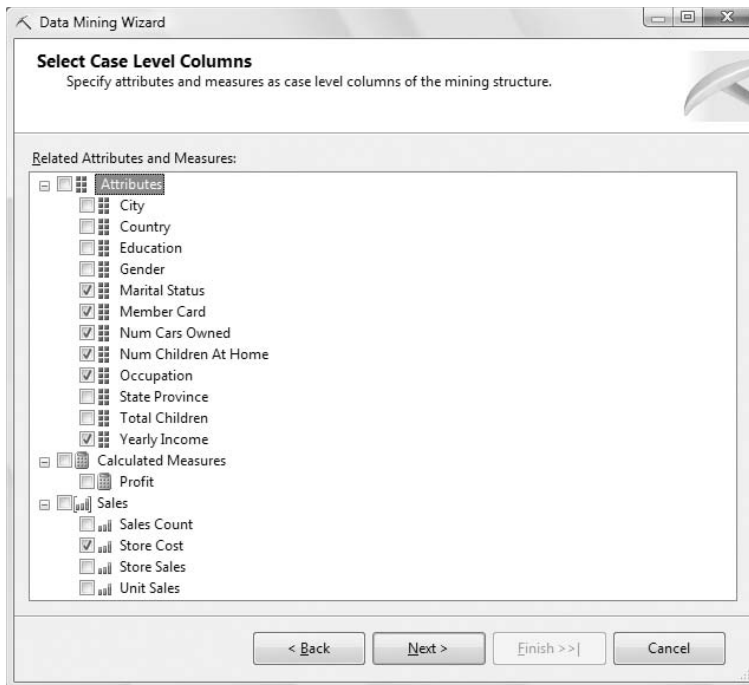 Data Mining Wizard
Select Case Level Columns
Specify attributes and measures as case level columns of the mining structure.
Related Attributes and Measures:
Attributes
City
Country
Education
Gender
Marital Status
Member Card
Num Cars Owned
Num Children At Home
Occupation
State Province
Total Children
Yearly Income
Calculated Measures
Profit
Sales
Sales Count
Store Cost
Store Sales
Unit Sales
< Back Next > Finish >>| Cancel